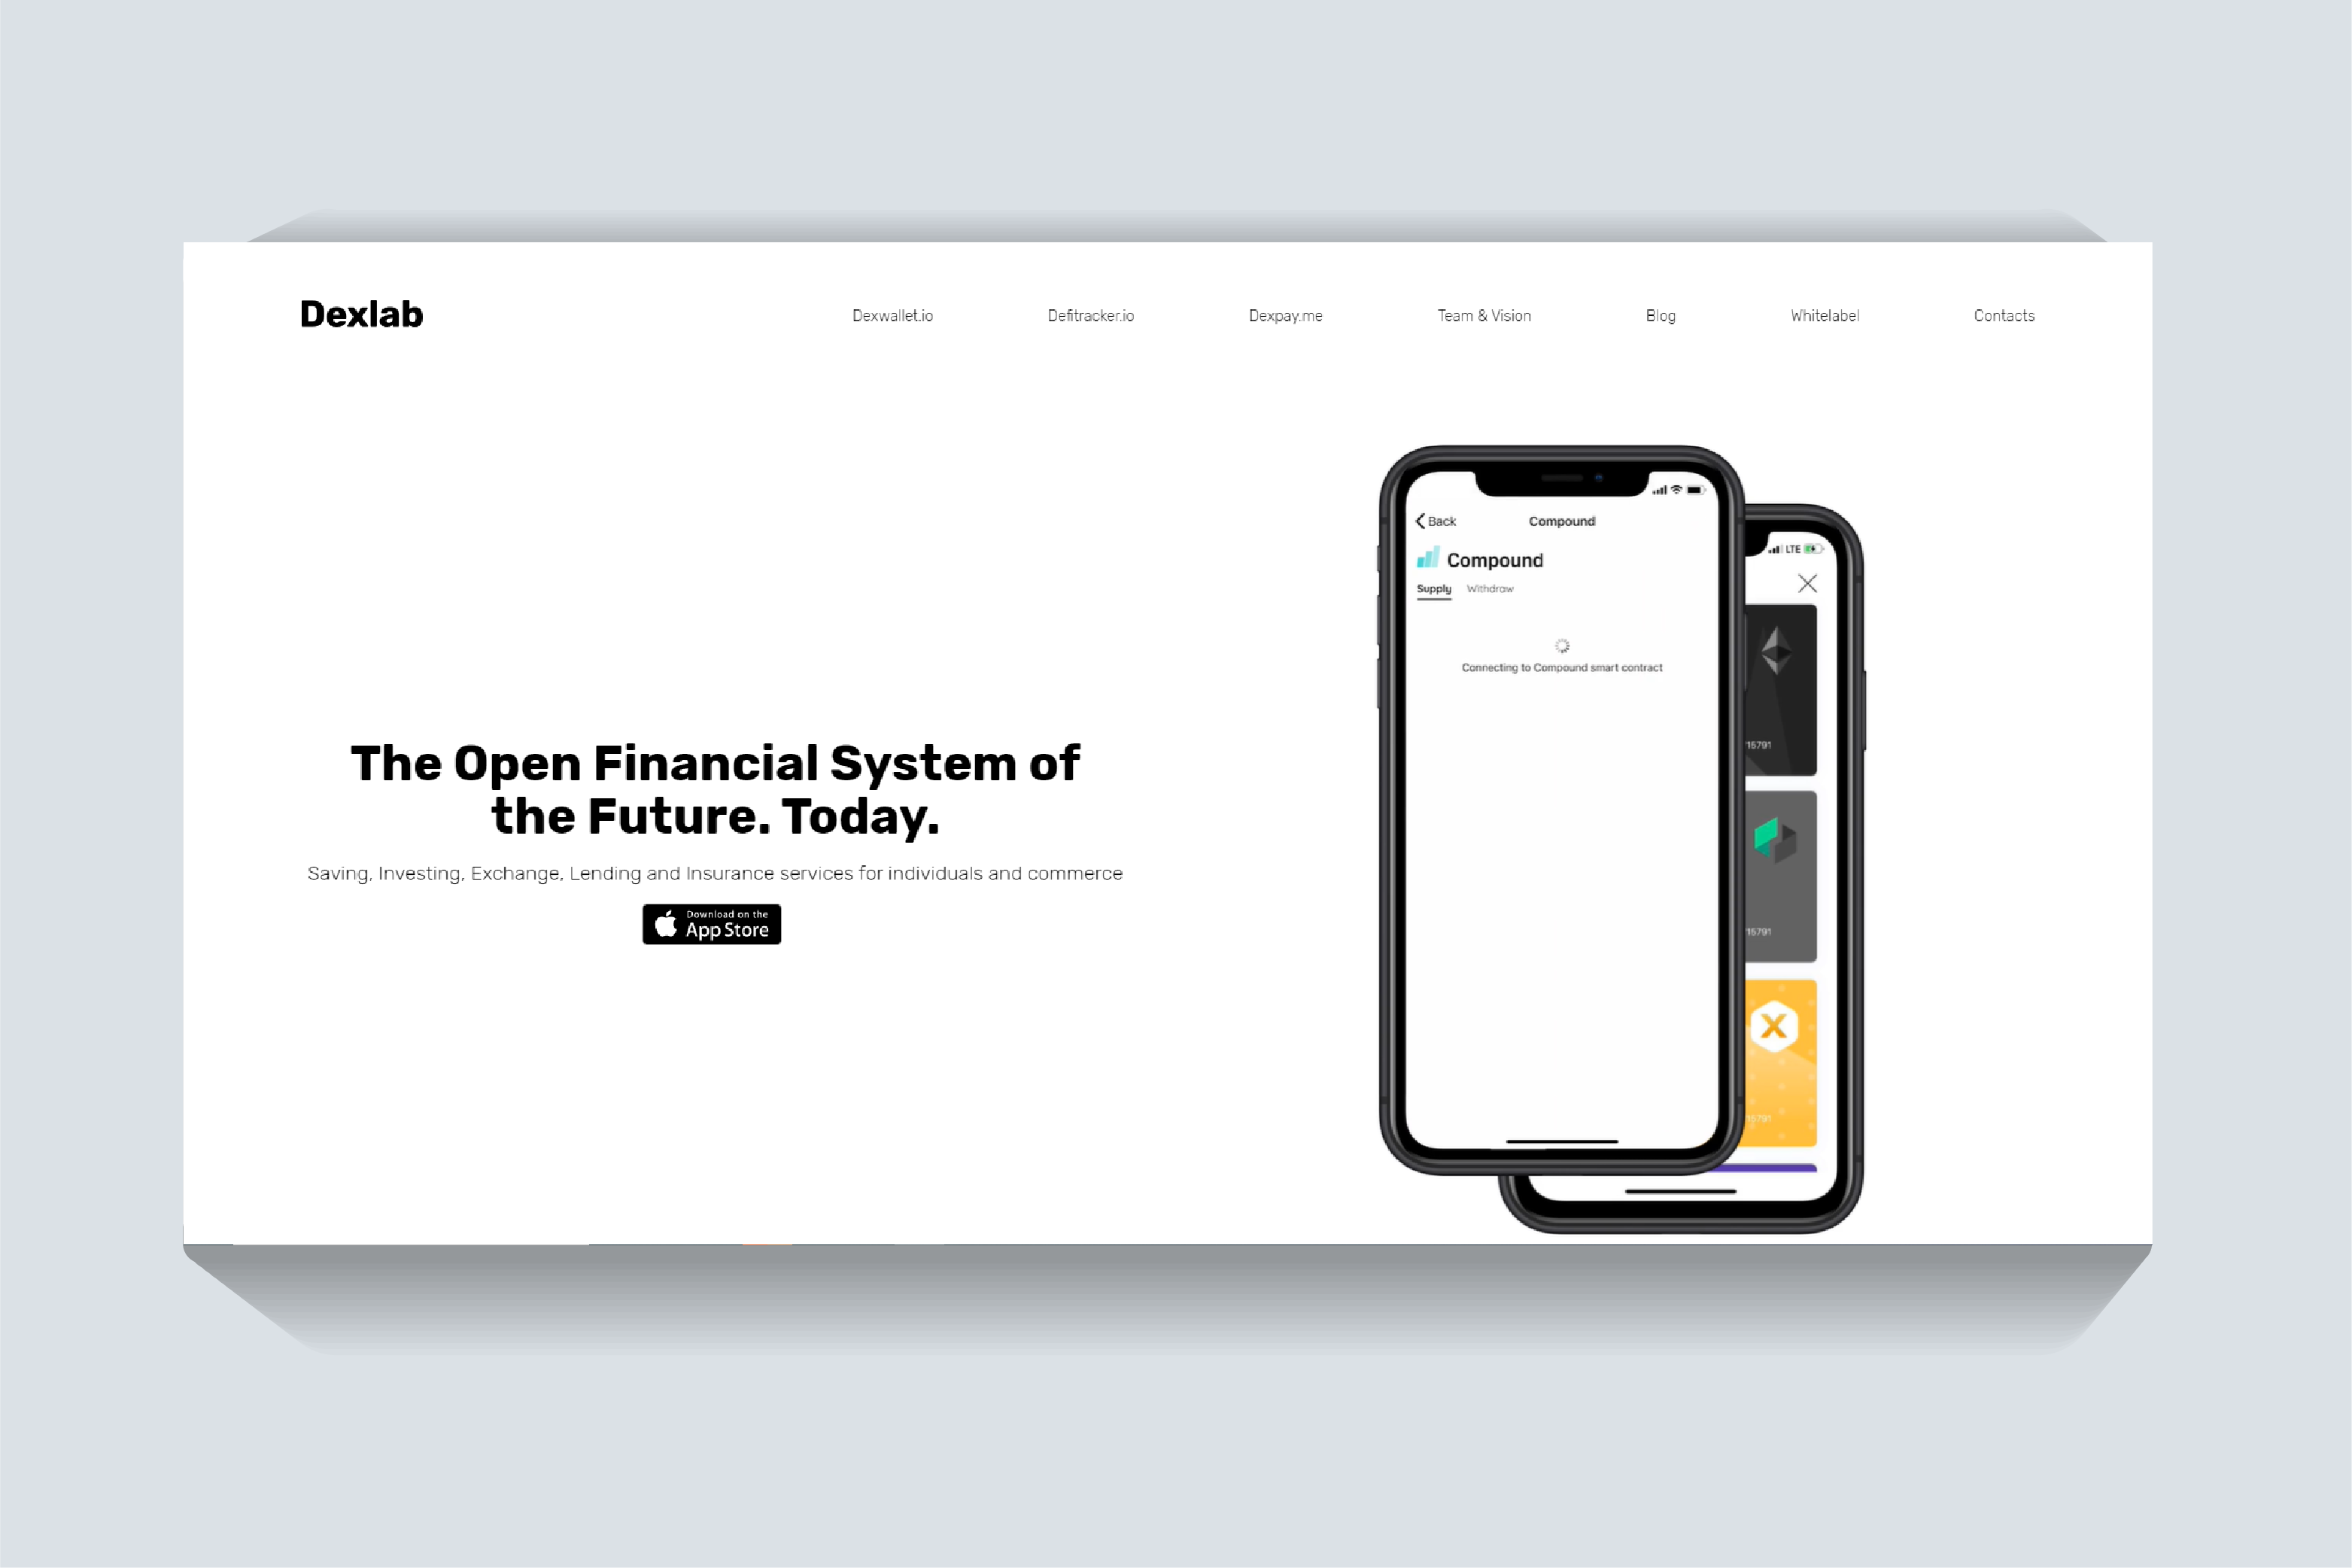 Dexlab
Dexwallet.io
Defitracker.io
Dexpay.me
Team & Vision
Blog
Whitelabel
Contacts
The Open Financial System of
the Future. Today.
Saving, Investing, Exchange, Lending and Insurance services for individuals and commerce
Download on the
App Store
Back
Compound
Compound
Supply
Withdraw
Connecting to Compound smart contract
LTE
15791
15791
15791